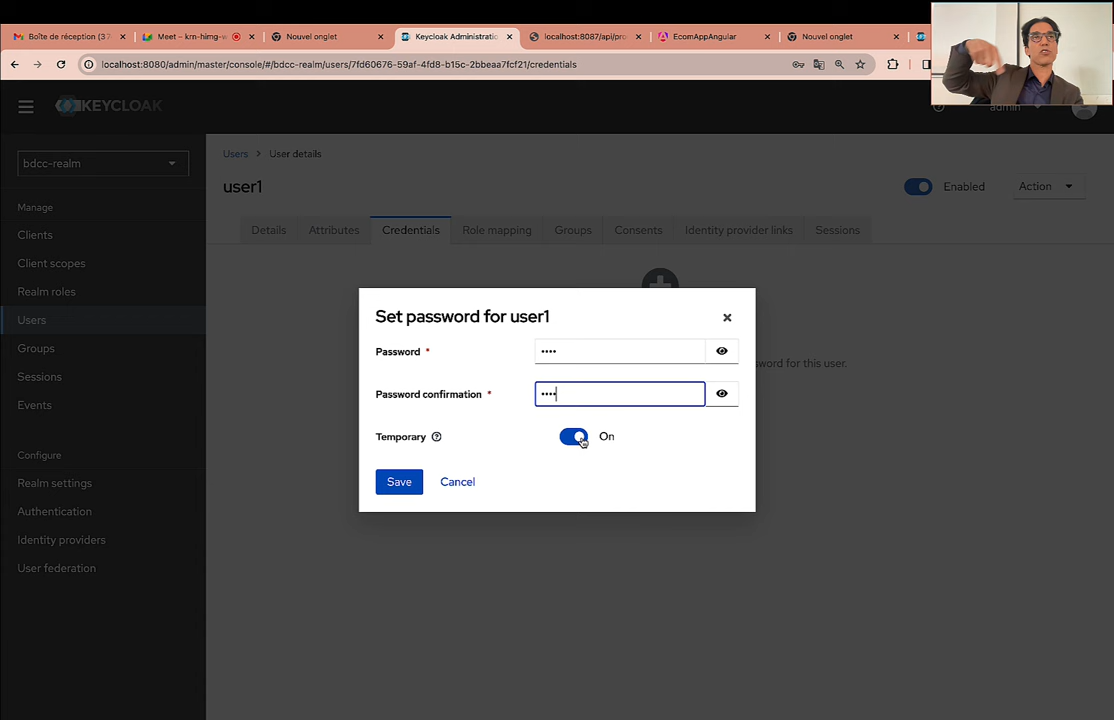 Boîte de réception (37
Meet – krn-himg-w
Nouvel onglet
Keycloak Administratio
localhost:8087/api/pro
EcomAppAngular
Nouvel onglet
localhost:8080/admin/master/console/#/bdcc-realm/users/7fd60676-59af-4fd8-b15c-2bbeaa7fcf21/credentials
KEYCLOAK
admin
bdcc-realm
Manage
Clients
Client scopes
Realm roles
Users
Groups
Sessions
Events
Configure
Realm settings
Authentication
Identity providers
User federation
Users > User details
user1
Enabled
Action
Details
Attributes
Credentials
Role mapping
Groups
Consents
Identity provider links
Sessions
sword for this user.
Set password for user1
Password *
••••
Password confirmation *
••••
Temporary
On
Save
Cancel